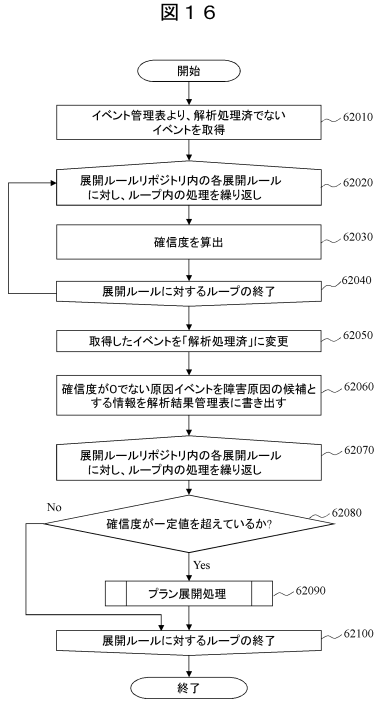 図１６
開始
イベント管理表より、解析処理済でない
イベントを取得
62010
展開ルールリポジトリ内の各展開ルール
に対し、ループ内の処理を繰り返し
62020
確信度を算出
62030
展開ルールに対するループの終了
62040
取得したイベントを「解析処理済」に変更
62050
確信度が0でない原因イベントを障害原因の候補と
する情報を解析結果管理表に書き出す
62060
展開ルールリポジトリ内の各展開ルール
に対し、ループ内の処理を繰り返し
62070
確信度が一定値を超えているか?
62080
No
Yes
プラン展開処理
62090
展開ルールに対するループの終了
62100
終了